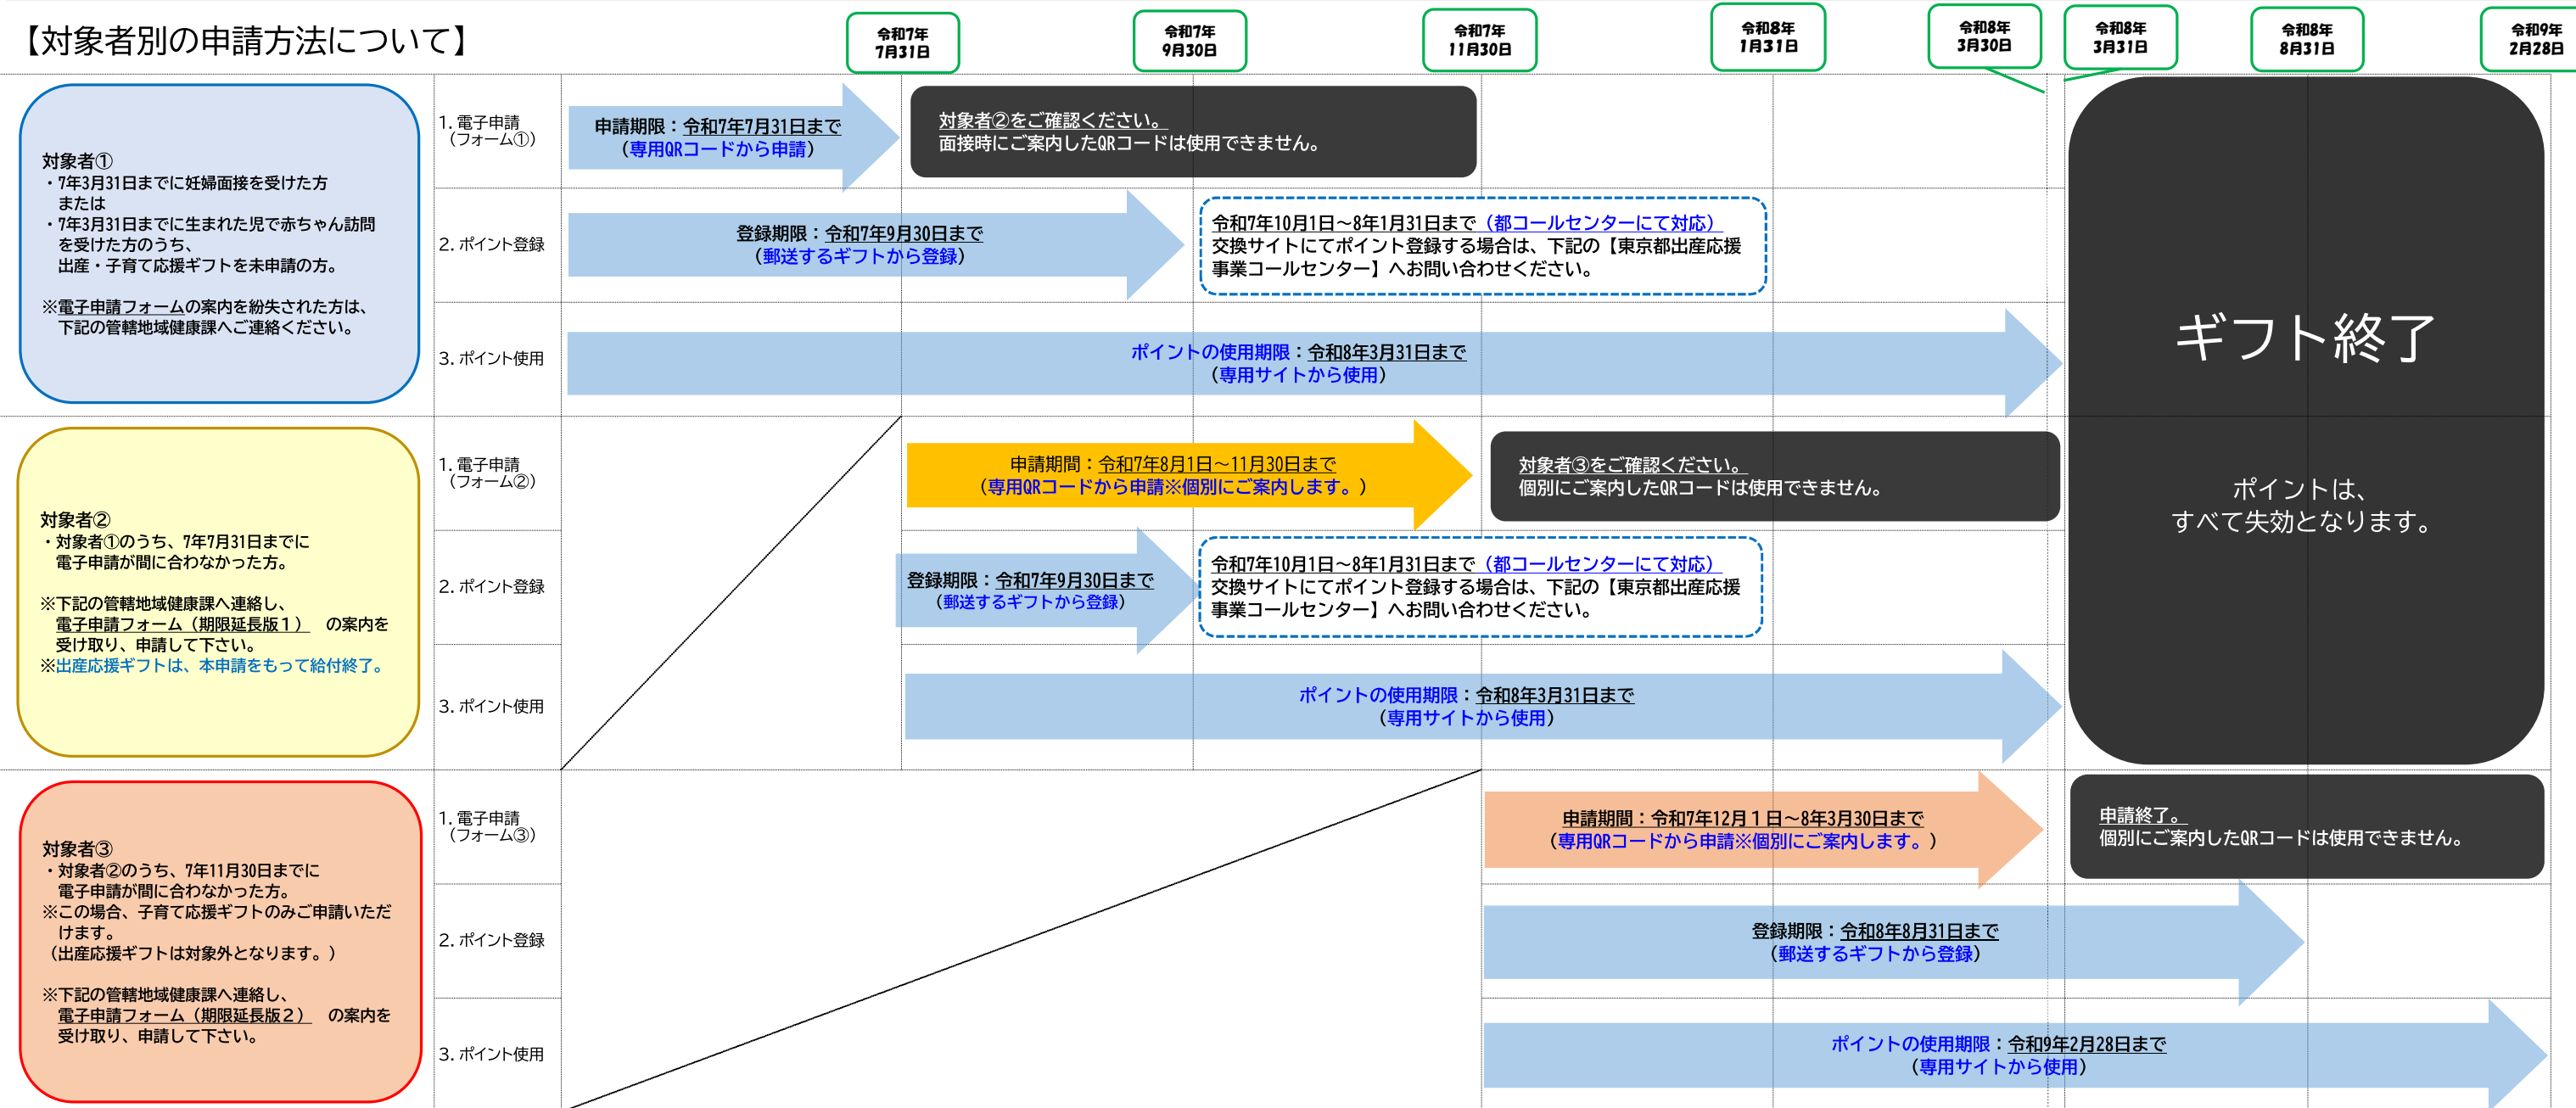 【対象者別の申請方法について】
令和7年
7月31日
令和7年
9月30日
令和7年
11月30日
令和8年
1月31日
令和8年
3月30日
令和8年
3月31日
令和8年
8月31日
令和9年
2月28日
対象者①
・7年3月31日までに妊婦面接を受けた方
または
・7年3月31日までに生まれた児で赤ちゃん訪問
を受けた方のうち、
出産・子育て応援ギフトを未申請の方。
※電子申請フォームの案内を紛失された方は、
下記の管轄地域健康課へご連絡ください。
1. 電子申請
（フォーム①）
申請期限：令和7年7月31日まで
（専用QRコードから申請）
対象者②をご確認ください。
面接時にご案内したQRコードは使用できません。
2. ポイント登録
登録期限：令和7年9月30日まで
（郵送するギフトから登録）
令和7年10月1日～8年1月31日まで（都コールセンターにて対応）
交換サイトにてポイント登録する場合は、下記の【東京都出産応援
事業コールセンター】へお問い合わせください。
3. ポイント使用
ポイントの使用期限：令和8年3月31日まで
（専用サイトから使用）
ギフト終了
ポイントは、
すべて失効となります。
対象者②
・対象者①のうち、7年7月31日までに
電子申請が間に合わなかった方。
※下記の管轄地域健康課へ連絡し、
電子申請フォーム（期限延長版１）　の案内を
受け取り、申請して下さい。
※出産応援ギフトは、本申請をもって給付終了。
1. 電子申請
（フォーム②）
申請期間：令和7年8月1日～11月30日まで
（専用QRコードから申請※個別にご案内します。）
対象者③をご確認ください。
個別にご案内したQRコードは使用できません。
2. ポイント登録
登録期限：令和7年9月30日まで
（郵送するギフトから登録）
令和7年10月1日～8年1月31日まで（都コールセンターにて対応）
交換サイトにてポイント登録する場合は、下記の【東京都出産応援
事業コールセンター】へお問い合わせください。
3. ポイント使用
ポイントの使用期限：令和8年3月31日まで
（専用サイトから使用）
対象者③
・対象者②のうち、7年11月30日までに
電子申請が間に合わなかった方。
※この場合、子育て応援ギフトのみご申請いただ
けます。
（出産応援ギフトは対象外となります。）
※下記の管轄地域健康課へ連絡し、
電子申請フォーム（期限延長版２）　の案内を
受け取り、申請して下さい。
1. 電子申請
（フォーム③）
申請期間：令和7年12月１日～8年3月30日まで
（専用QRコードから申請※個別にご案内します。）
申請終了。
個別にご案内したQRコードは使用できません。
2. ポイント登録
登録期限：令和8年8月31日まで
（郵送するギフトから登録）
3. ポイント使用
ポイントの使用期限：令和9年2月28日まで
（専用サイトから使用）